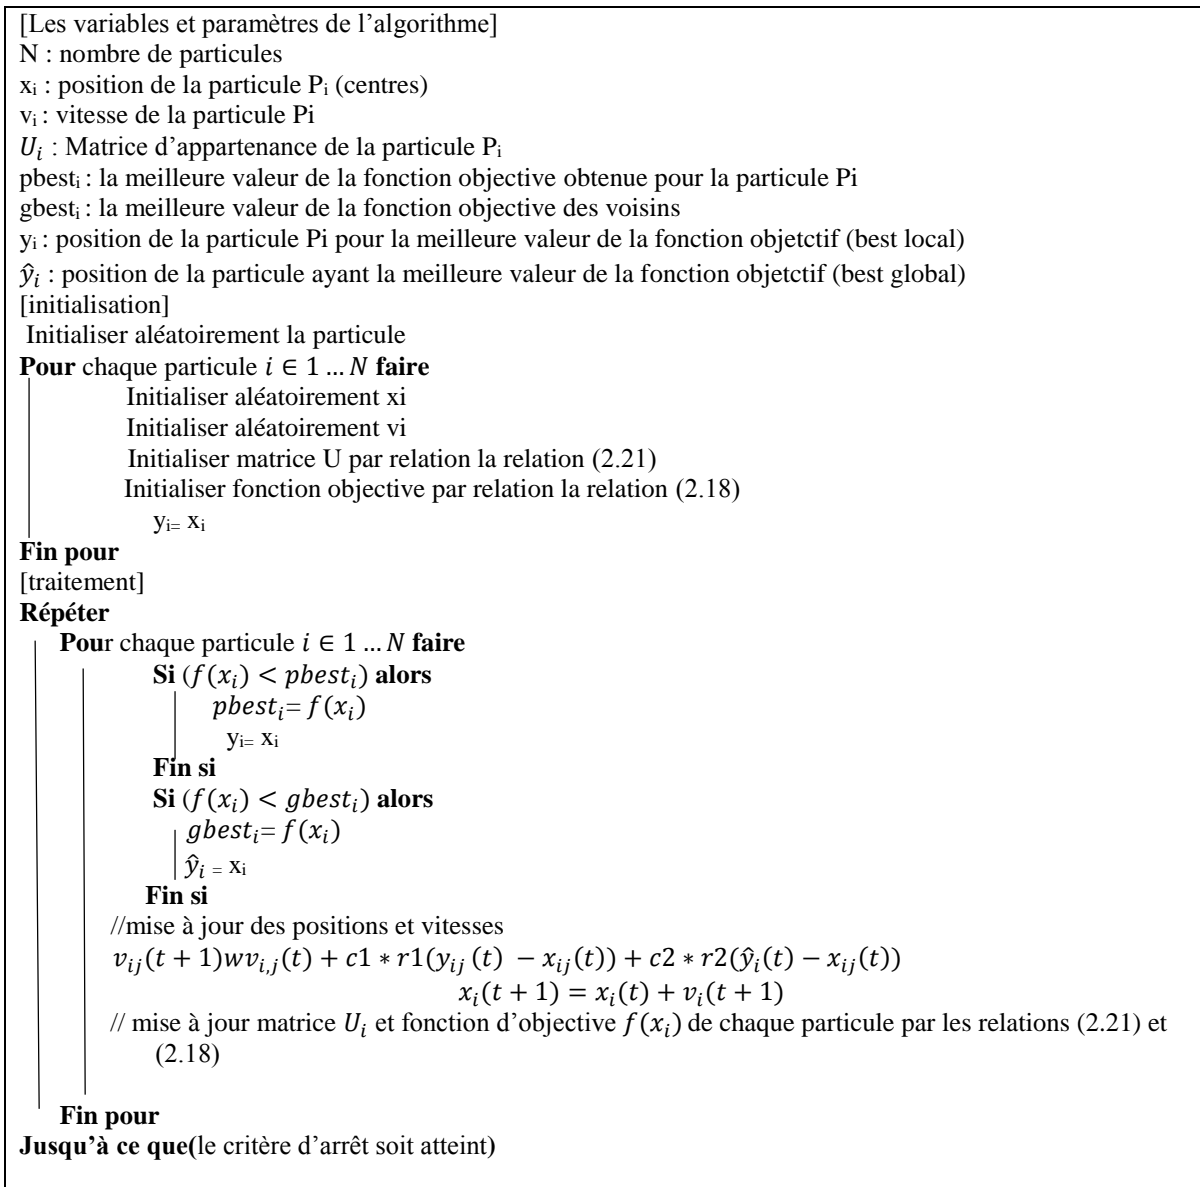 [Les variables et paramètres de l’algorithme]
N : nombre de particules
xᵢ : position de la particule Pᵢ (centres)
vᵢ : vitesse de la particule Pi
𝑈ᵢ : Matrice d’appartenance de la particule Pᵢ
pbestᵢ : la meilleure valeur de la fonction objective obtenue pour la particule Pi
gbestᵢ : la meilleure valeur de la fonction objective des voisins
yᵢ : position de la particule Pi pour la meilleure valeur de la fonction objetctif (best local)
ŷᵢ : position de la particule ayant la meilleure valeur de la fonction objetctif (best global)
[initialisation]
Initialiser aléatoirement la particule
Pour chaque particule i ∈ 1 … N faire
Initialiser aléatoirement xi
Initialiser aléatoirement vi
Initialiser matrice U par relation la relation (2.21)
Initialiser fonction objective par relation la relation (2.18)
yᵢ₌ xᵢ
Fin pour
[traitement]
Répéter
Pour chaque particule i ∈ 1 … N faire
Si (f(xᵢ) < pbestᵢ) alors
pbestᵢ= f(xᵢ)
yᵢ₌ xᵢ
Fin si
Si (f(xᵢ) < gbestᵢ) alors
gbestᵢ= f(xᵢ)
ŷᵢ = xᵢ
Fin si
//mise à jour des positions et vitesses
vᵢⱼ(t + 1)wvᵢ,ⱼ(t) + c1 ∗ r1(yᵢⱼ (t) − xᵢⱼ(t)) + c2 ∗ r2(ŷᵢ(t) − xᵢⱼ(t))
xᵢ(t + 1) = xᵢ(t) + vᵢ(t + 1)
// mise à jour matrice Uᵢ et fonction d’objective f(xᵢ) de chaque particule par les relations (2.21) et
(2.18)
Fin pour
Jusqu’à ce que(le critère d’arrêt soit atteint)